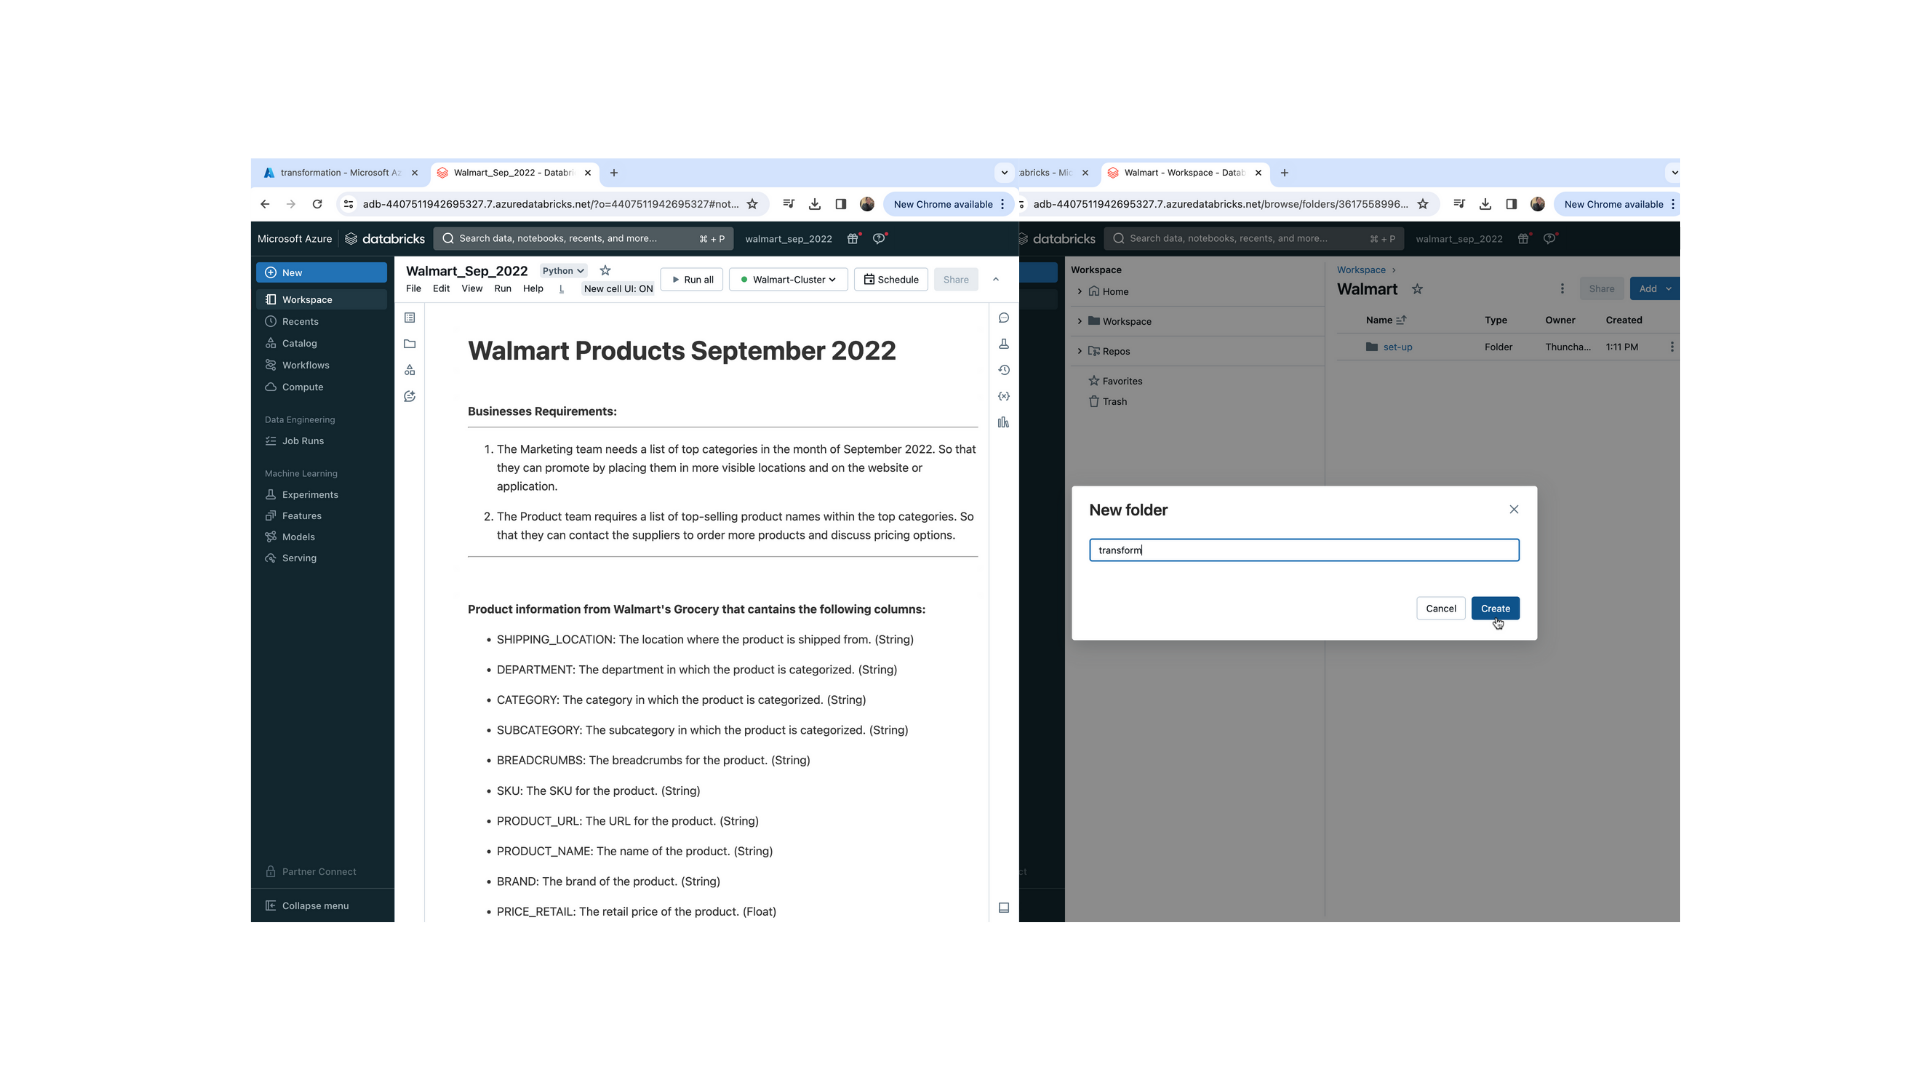 transformation - Microsoft Az
Walmart_Sep_2022 - Databri
adb-4407511942695327.7.azuredatabricks.net/?o=4407511942695327#not...
New Chrome available
Microsoft Azure
databricks
Search data, notebooks, recents, and more...
⌘ + P
walmart_sep_2022
New
Workspace
Recents
Catalog
Workflows
Compute
Data Engineering
Job Runs
Machine Learning
Experiments
Features
Models
Serving
Partner Connect
Collapse menu
Walmart_Sep_2022
Python
Run all
Walmart-Cluster
Schedule
Share
File Edit View Run Help L New cell UI: ON
Walmart Products September 2022
Businesses Requirements:
1. The Marketing team needs a list of top categories in the month of September 2022. So that
they can promote by placing them in more visible locations and on the website or
application.
2. The Product team requires a list of top-selling product names within the top categories. So
that they can contact the suppliers to order more products and discuss pricing options.
Product information from Walmart's Grocery that cantains the following columns:
• SHIPPING_LOCATION: The location where the product is shipped from. (String)
• DEPARTMENT: The department in which the product is categorized. (String)
• CATEGORY: The category in which the product is categorized. (String)
• SUBCATEGORY: The subcategory in which the product is categorized. (String)
• BREADCRUMBS: The breadcrumbs for the product. (String)
• SKU: The SKU for the product. (String)
• PRODUCT_URL: The URL for the product. (String)
• PRODUCT_NAME: The name of the product. (String)
• BRAND: The brand of the product. (String)
• PRICE_RETAIL: The retail price of the product. (Float)
abricks - Mic
Walmart - Workspace - Datab
adb-4407511942695327.7.azuredatabricks.net/browse/folders/3617558996...
New Chrome available
databricks
Search data, notebooks, recents, and more...
⌘ + P
walmart_sep_2022
Workspace
Home
Workspace
Repos
Favorites
Trash
Workspace ›
Walmart
Share
Add
Name Type Owner Created
set-up Folder Thuncha... 1:11 PM
New folder
transform
Cancel
Create
ct